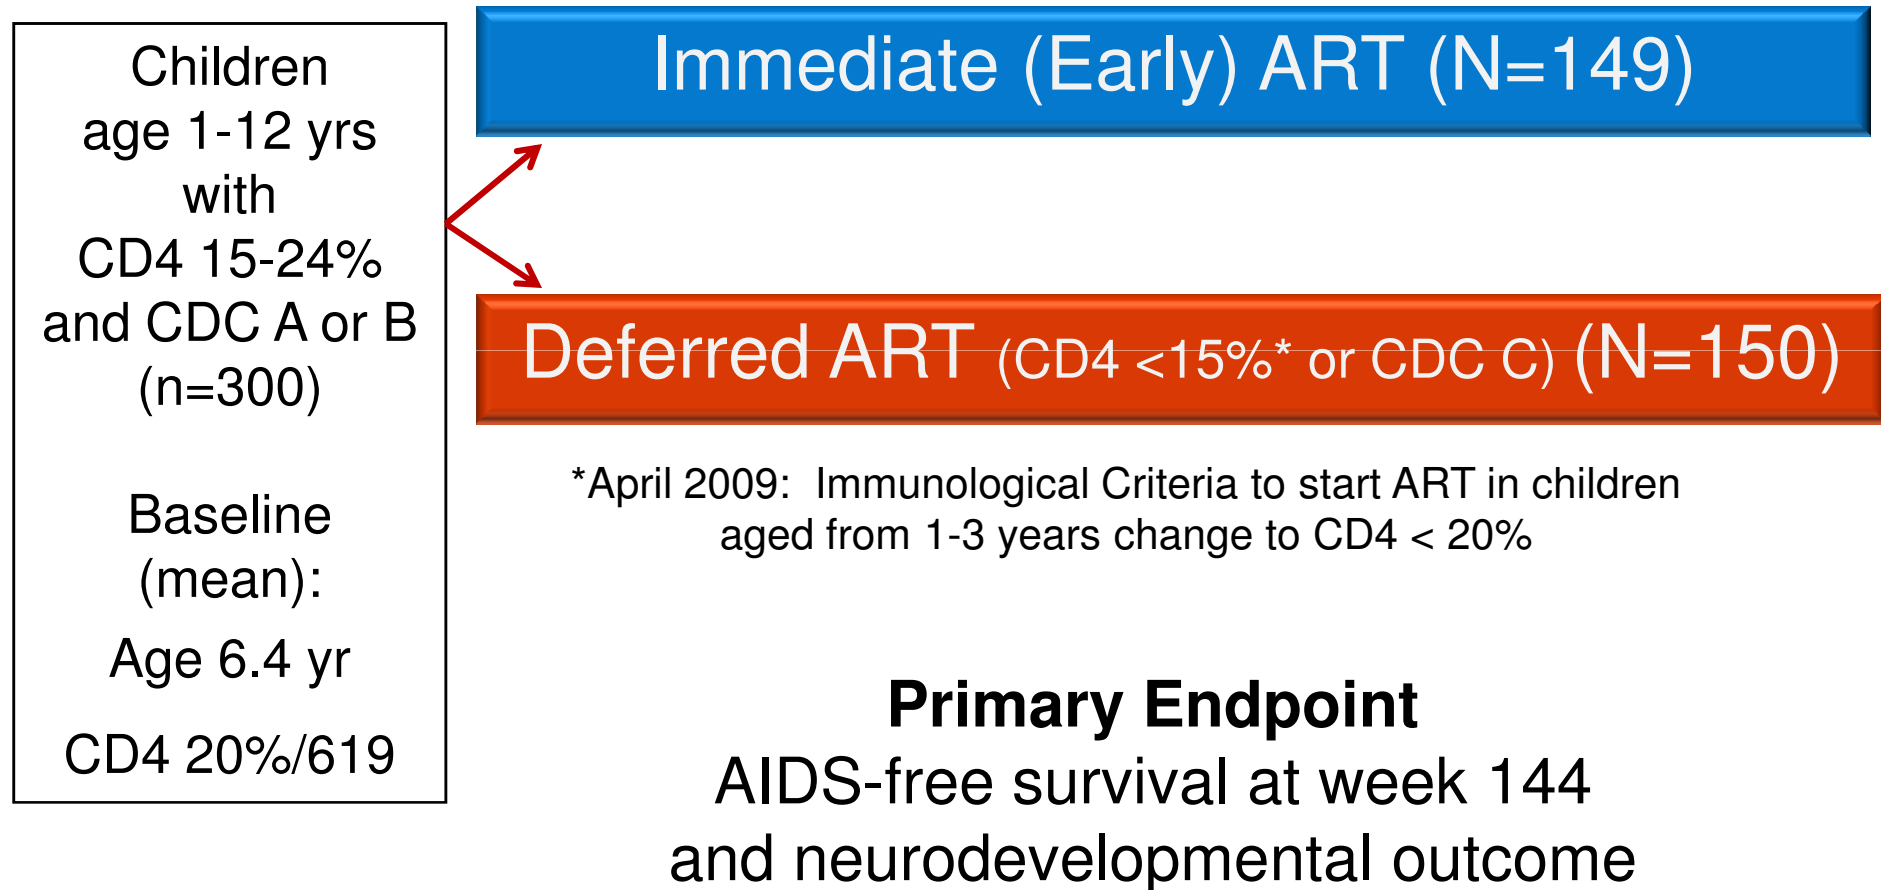 Children
age 1-12 yrs
with
CD4 15-24%
and CDC A or B
(n=300)
Baseline
(mean):
Age 6.4 yr
CD4 20%/619
Immediate (Early) ART (N=149)
Deferred ART (CD4 <15%* or CDC C) (N=150)
*April 2009: Immunological Criteria to start ART in children
aged from 1-3 years change to CD4 < 20%
Primary Endpoint
AIDS-free survival at week 144
and neurodevelopmental outcome